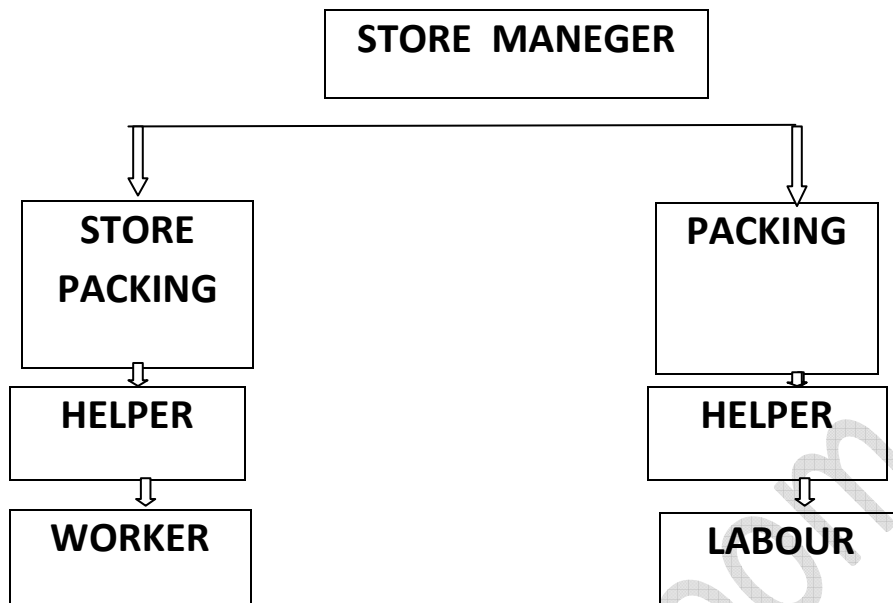 STORE MANEGER
STORE
PACKING
PACKING
HELPER
HELPER
WORKER
LABOUR